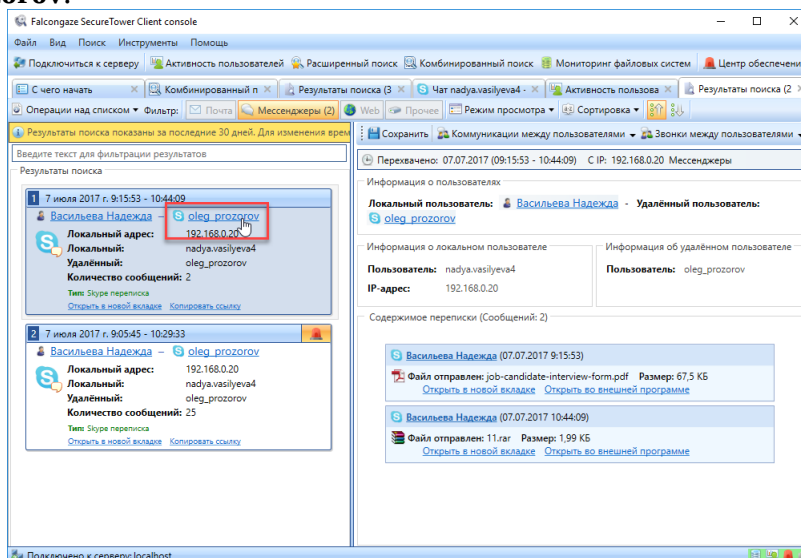 Falcongaze SecureTower Client console
Файл Вид Поиск Инструменты Помощь
Подключиться к серверу Активность пользователей Расширенный поиск Комбинированный поиск Мониторинг файловых систем Центр обеспечени
С чего начать Комбинированный п Результаты поиска (3 Чат nadya.vasilyeva4 - Активность пользова Результаты поиска (2
Операции над списком Фильтр: Почта Мессенджеры (2) Web Прочее Режим просмотра Сортировка
Результаты поиска показаны за последние 30 дней. Для изменения врем
Введите текст для фильтрации результатов
Результаты поиска
1 7 июля 2017 г. 9:15:53 - 10:44:09
Васильева Надежда – oleg_prozorov
Локальный адрес: 192.168.0.20
Локальный: nadya.vasilyeva4
Удалённый: oleg_prozorov
Количество сообщений: 2
Тип: Skype переписка
Открыть в новой вкладке Копировать ссылку
2 7 июля 2017 г. 9:05:45 - 10:29:33
Васильева Надежда – oleg_prozorov
Локальный адрес: 192.168.0.20
Локальный: nadya.vasilyeva4
Удалённый: oleg_prozorov
Количество сообщений: 25
Тип: Skype переписка
Открыть в новой вкладке Копировать ссылку
Сохранить Коммуникации между пользователями Звонки между пользователями
Перехвачено: 07.07.2017 (09:15:53 - 10:44:09) С IP: 192.168.0.20 Мессенджеры
Информация о пользователях
Локальный пользователь: Васильева Надежда - Удалённый пользователь:
oleg_prozorov
Информация о локальном пользователе
Пользователь: nadya.vasilyeva4
IP-адрес: 192.168.0.20
Информация об удалённом пользователе
Пользователь: oleg_prozorov
Содержимое переписки (Сообщений: 2)
Васильева Надежда (07.07.2017 9:15:53)
Файл отправлен: job-candidate-interview-form.pdf Размер: 67,5 КБ
Открыть в новой вкладке Открыть во внешней программе
Васильева Надежда (07.07.2017 10:44:09)
Файл отправлен: 11.rar Размер: 1,99 КБ
Открыть в новой вкладке Открыть во внешней программе
Подключено к серверу: localhost